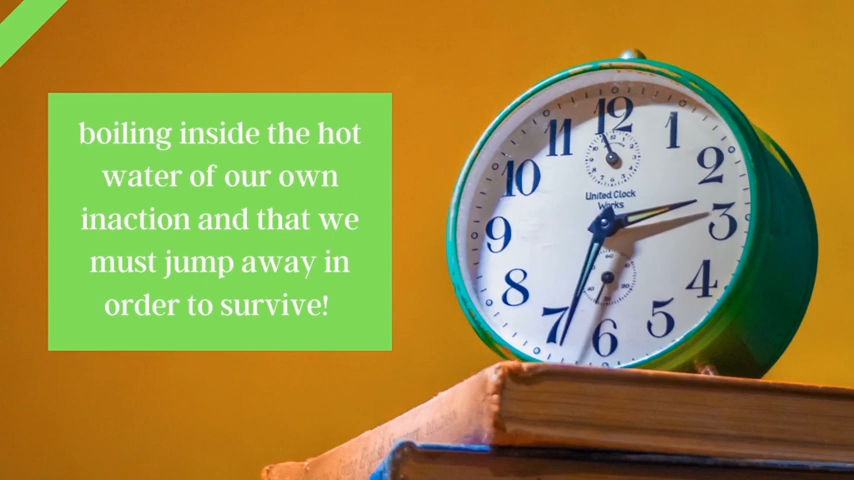 boiling inside the hot
water of our own
inaction and that we
must jump away in
order to survive!
12
1
2
3
4
5
6
7
8
9
10
11
United Clock
Works